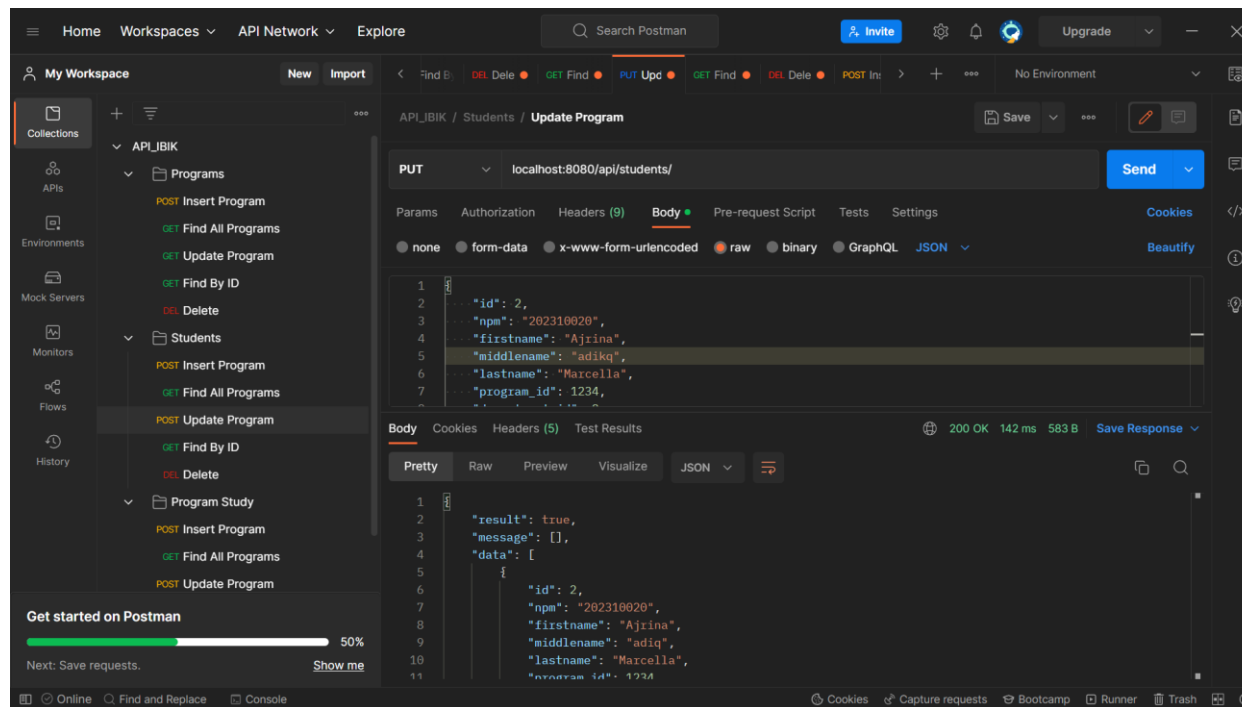 Home Workspaces API Network Explore Search Postman Invite Upgrade
My Workspace New Import
Find B DEL Dele GET Find PUT Upd GET Find DEL Dele POST In No Environment
Collections
APIs
Environments
Mock Servers
Monitors
Flows
History
API_IBIK
Programs
POST Insert Program
GET Find All Programs
GET Update Program
GET Find By ID
DEL Delete
Students
POST Insert Program
GET Find All Programs
POST Update Program
GET Find By ID
DEL Delete
Program Study
POST Insert Program
GET Find All Programs
POST Update Program
Get started on Postman
50%
Next: Save requests. Show me
API_IBIK / Students / Update Program Save
PUT localhost:8080/api/students/ Send
Params Authorization Headers (9) Body Pre-request Script Tests Settings Cookies
none form-data x-www-form-urlencoded raw binary GraphQL JSON Beautify
1 {
2 "id": 2,
3 "npm": "202310020",
4 "firstname": "Ajrina",
5 "middlename": "adikq",
6 "lastname": "Marcella",
7 "program_id": 1234,
Body Cookies Headers (5) Test Results 200 OK 142 ms 583 B Save Response
Pretty Raw Preview Visualize JSON
1 {
2 "result": true,
3 "message": [],
4 "data": [
5 {
6 "id": 2,
7 "npm": "202310020",
8 "firstname": "Ajrina",
9 "middlename": "adiq",
10 "lastname": "Marcella",
11 "program_id": 1234
Online Find and Replace Console Cookies Capture requests Bootcamp Runner Trash